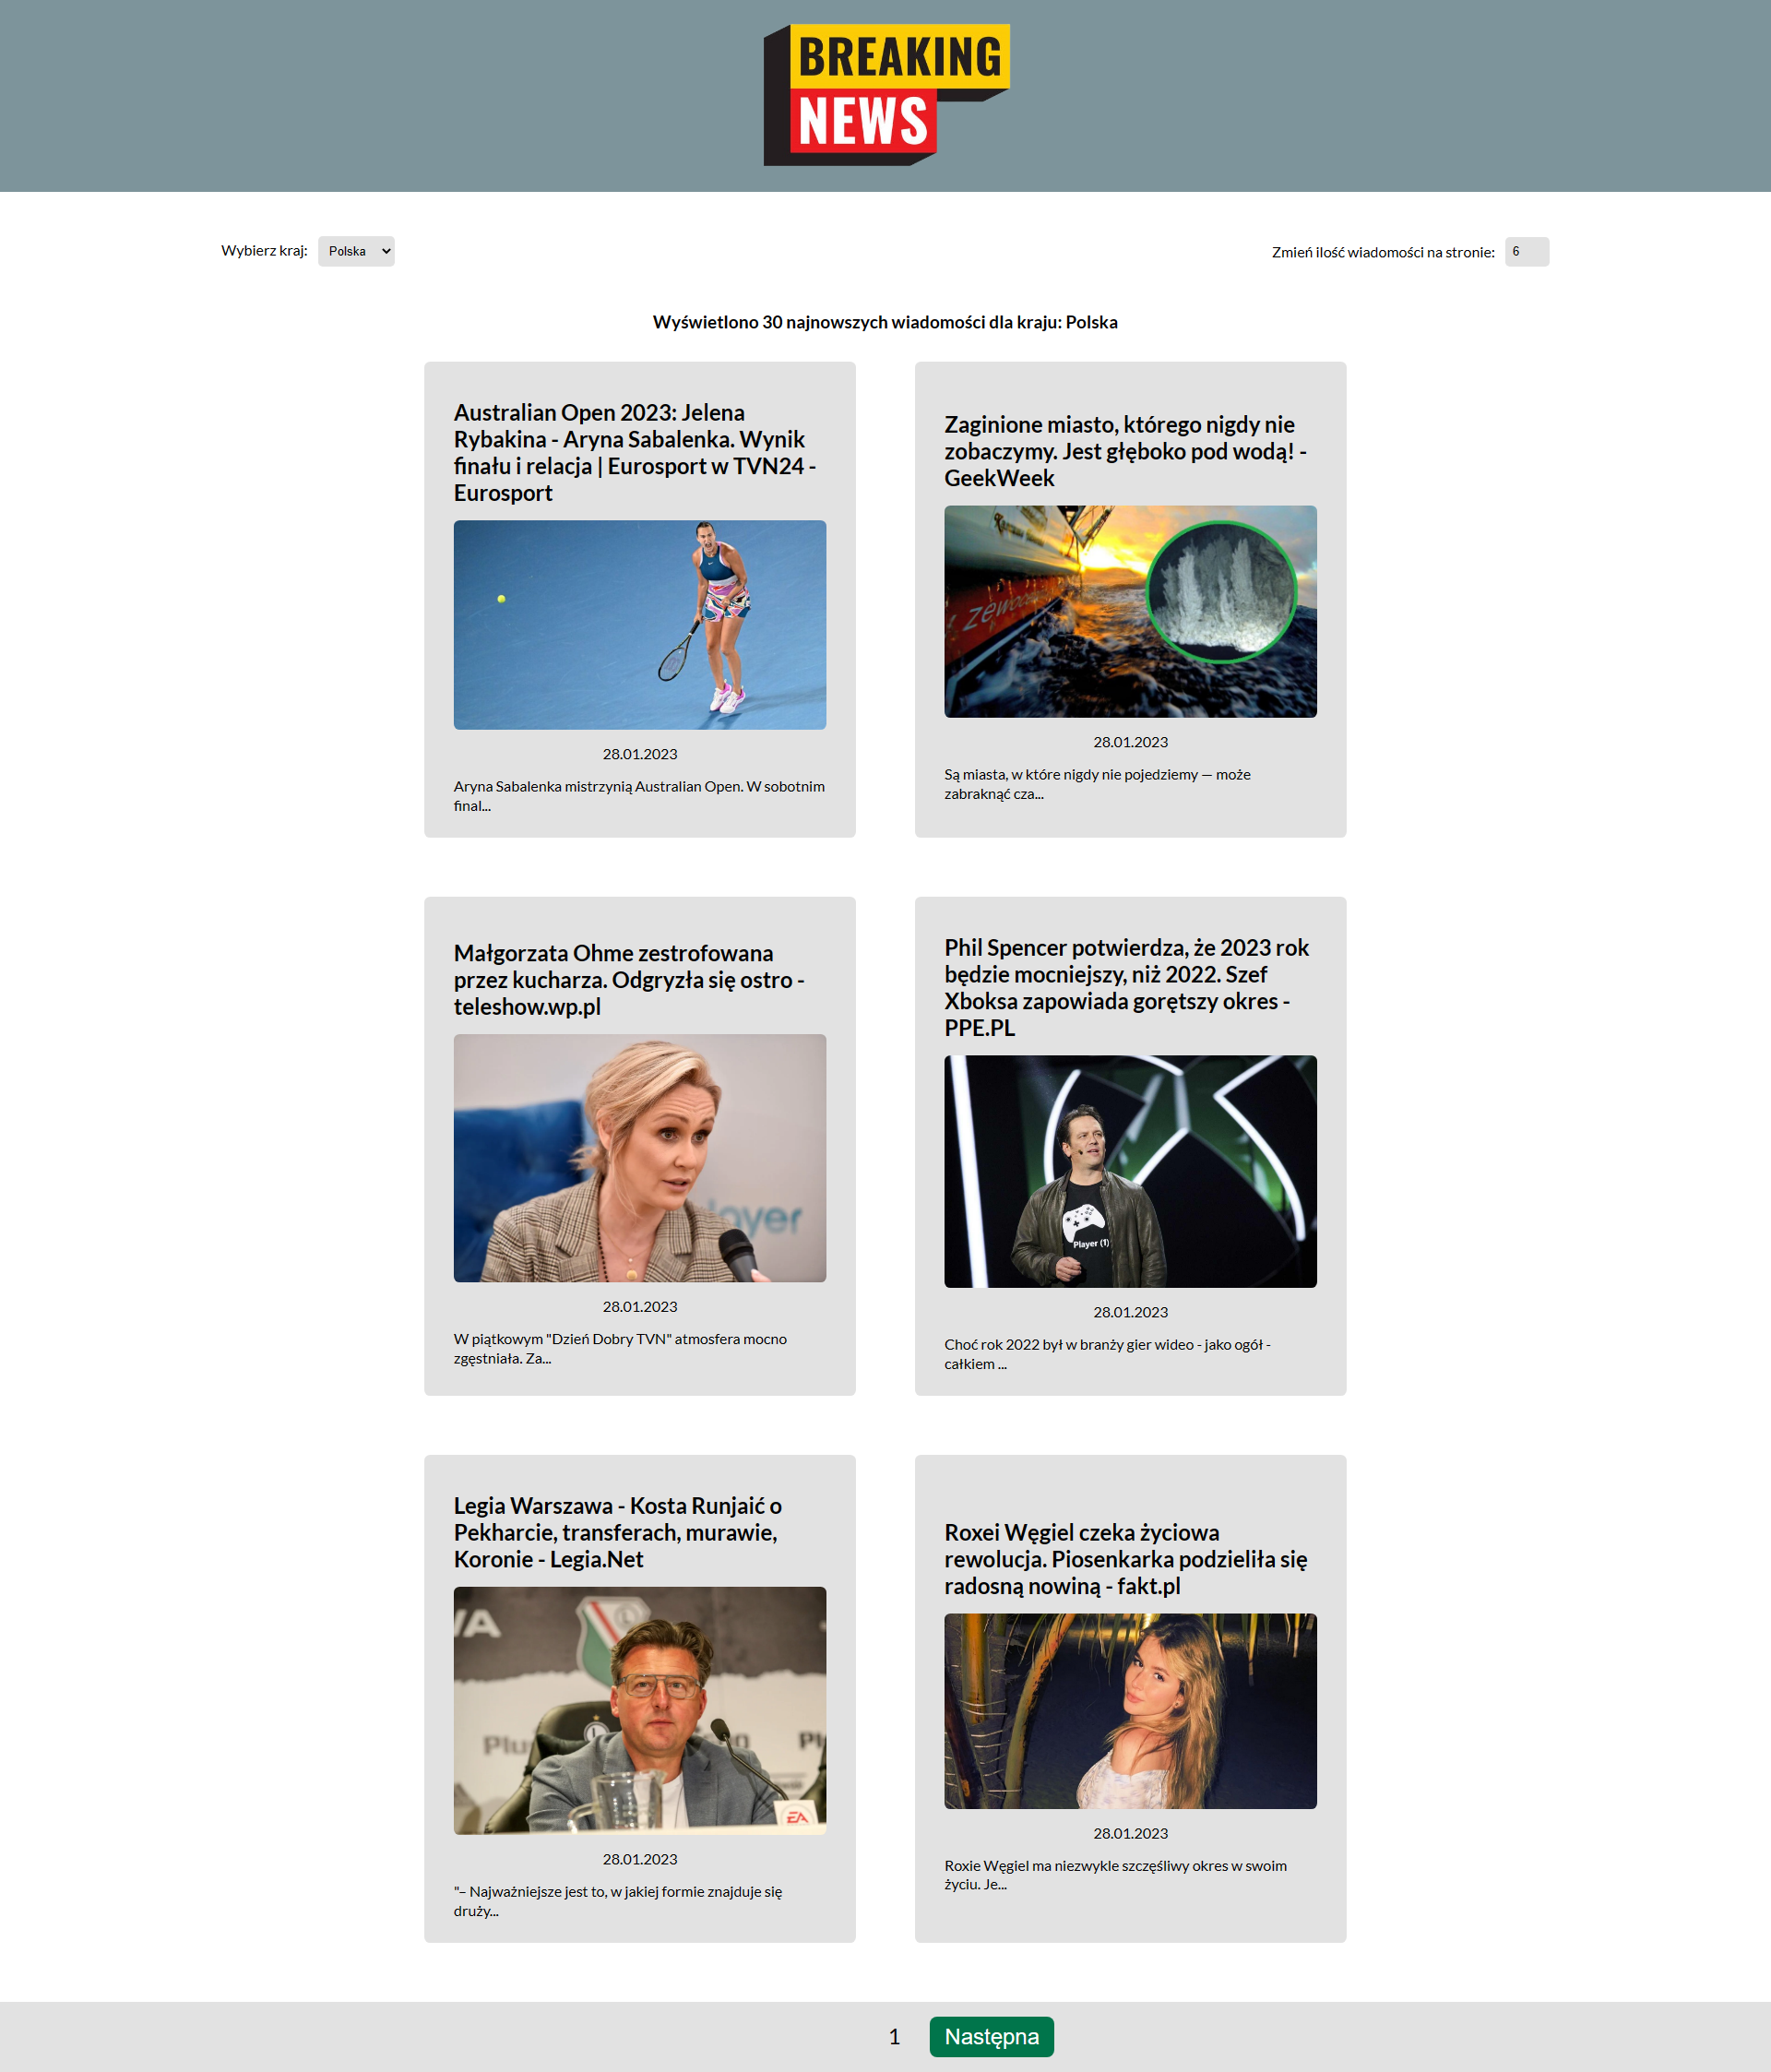 BREAKING
NEWS
Wybierz kraj: Polska
Zmień ilość wiadomości na stronie: 6
Wyświetlono 30 najnowszych wiadomości dla kraju: Polska
Australian Open 2023: Jelena
Rybakina - Aryna Sabalenka. Wynik
finału i relacja | Eurosport w TVN24 -
Eurosport
28.01.2023
Aryna Sabalenka mistrzynią Australian Open. W sobotnim
final...
Zaginione miasto, którego nigdy nie
zobaczymy. Jest głęboko pod wodą! -
GeekWeek
28.01.2023
Są miasta, w które nigdy nie pojedziemy — może
zabraknąć cza...
Małgorzata Ohme zestrofowana
przez kucharza. Odgryzła się ostro -
teleshow.wp.pl
ayer
28.01.2023
W piątkowym "Dzień Dobry TVN" atmosfera mocno
zgęstniała. Za...
Phil Spencer potwierdza, że 2023 rok
będzie mocniejszy, niż 2022. Szef
Xboksa zapowiada gorętszy okres -
PPE.PL
Player (1)
28.01.2023
Choć rok 2022 był w branży gier wideo - jako ogół -
całkiem ...
Legia Warszawa - Kosta Runjaić o
Pekharcie, transferach, murawie,
Koronie - Legia.Net
WA
L
Plus
Pl
EA
28.01.2023
"– Najważniejsze jest to, w jakiej formie znajduje się
druży...
Roxei Węgiel czeka życiowa
rewolucja. Piosenkarka podzieliła się
radosną nowiną - fakt.pl
28.01.2023
Roxie Węgiel ma niezwykle szczęśliwy okres w swoim
życiu. Je...
1 Następna